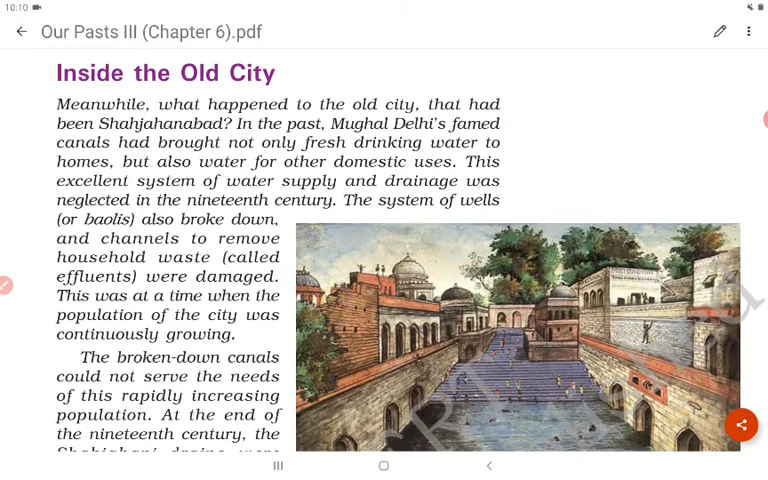 10:10
Our Pasts III (Chapter 6).pdf
Inside the Old City
Meanwhile, what happened to the old city, that had
been Shahjahanabad? In the past, Mughal Delhi's famed
canals had brought not only fresh drinking water to
homes, but also water for other domestic uses. This
excellent system of water supply and drainage was
neglected in the nineteenth century. The system of wells
(or baolis) also broke down,
and channels to remove
household waste (called
effluents) were damaged.
This was at a time when the
population of the city was
continuously growing.
The broken-down canals
could not serve the needs
of this rapidly increasing
population. At the end of
the nineteenth century, the
Shahjahani drains were